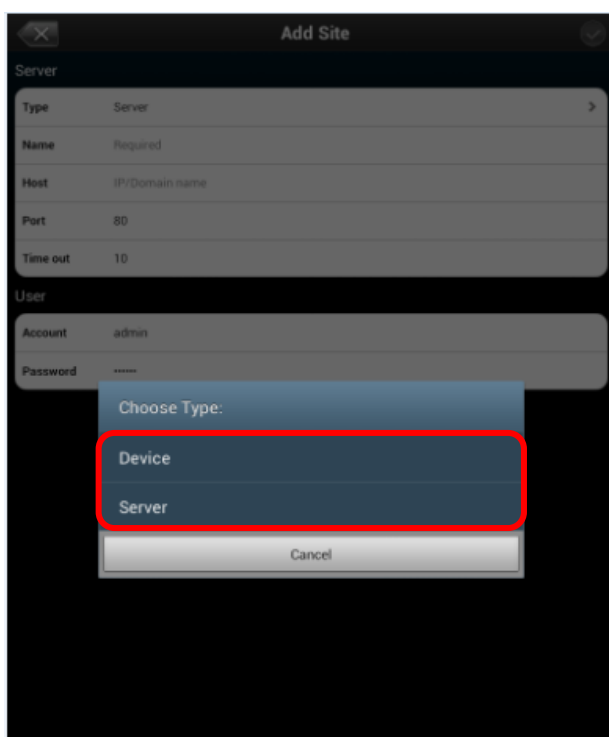 Add Site
Server
Type Server >
Name Required
Host IP/Domain name
Port 80
Time out 10
User
Account admin
Password ••••••
Choose Type:
Device
Server
Cancel